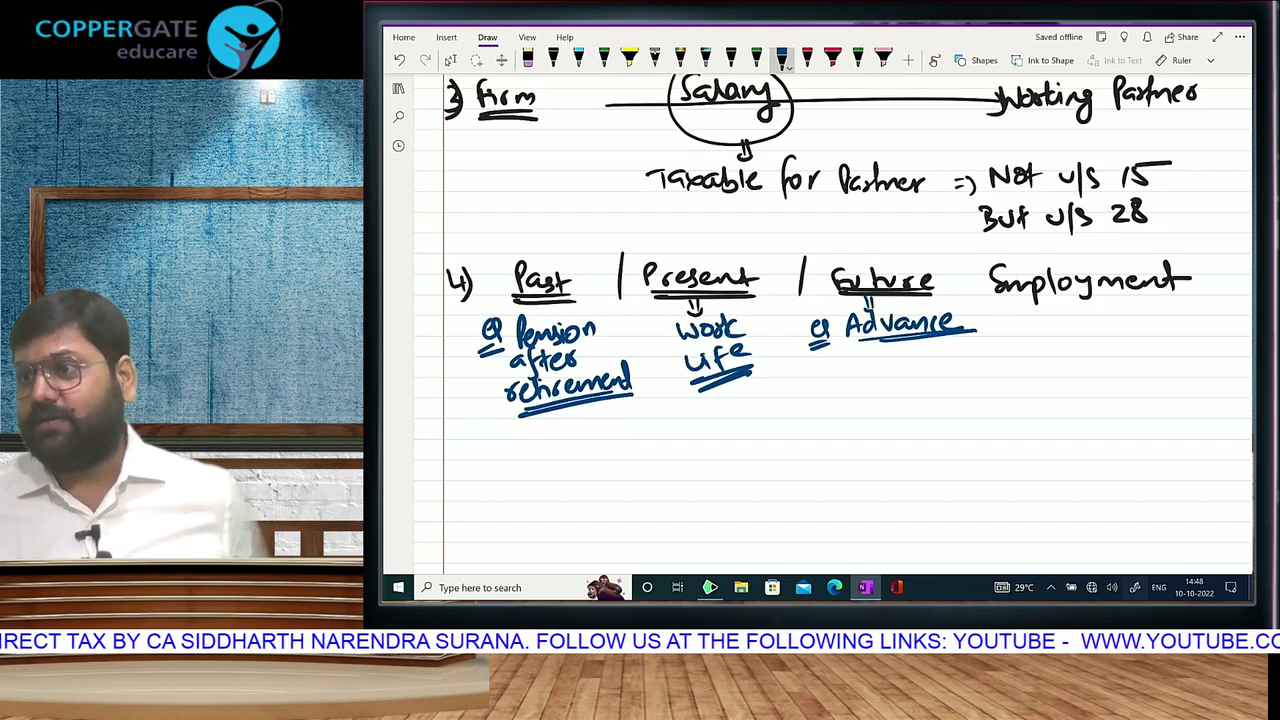 COPPERGATE
educare
Home Insert Draw View Help
Saved offline
Share
Shapes
Ink to Shape
Ink to Text
Ruler
3) Firm Salary Working Partner
Taxable for Partner => Not u/s 15
But u/s 28
4) Past | Present | Future Employment
eg Pension after retirement
Work Life
eg Advance
Type here to search
29°C
ENG
14:48
10-10-2022
DIRECT TAX BY CA SIDDHARTH NARENDRA SURANA. FOLLOW US AT THE FOLLOWING LINKS: YOUTUBE - WWW.YOUTUBE.CO